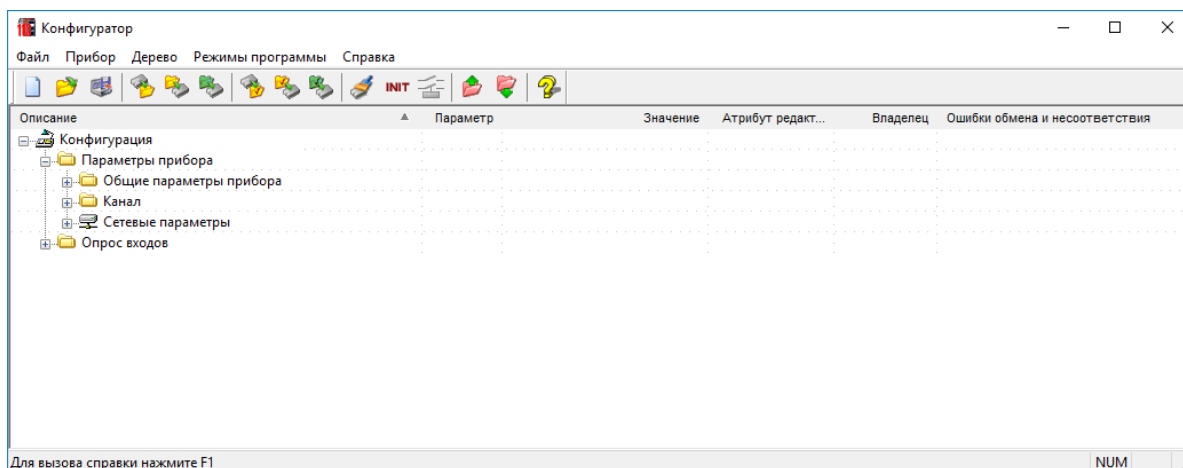 Конфигуратор
Файл Прибор Дерево Режимы программы Справка
INIT
Описание Параметр Значение Атрибут редакт... Владелец Ошибки обмена и несоответствия
Конфигурация
Параметры прибора
Общие параметры прибора
Канал
Сетевые параметры
Опрос входов
Для вызова справки нажмите F1 NUM